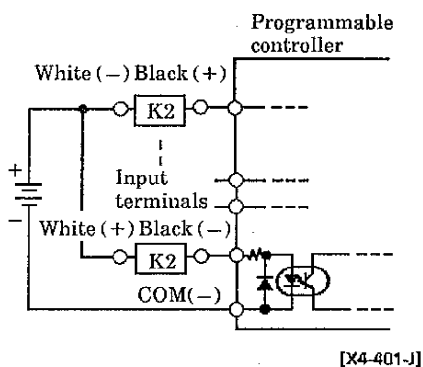 Programmable
controller
White (−) Black (+)
K2
+
−
Input
terminals
White (+) Black (−)
K2
COM(−)
[X4-401-J]